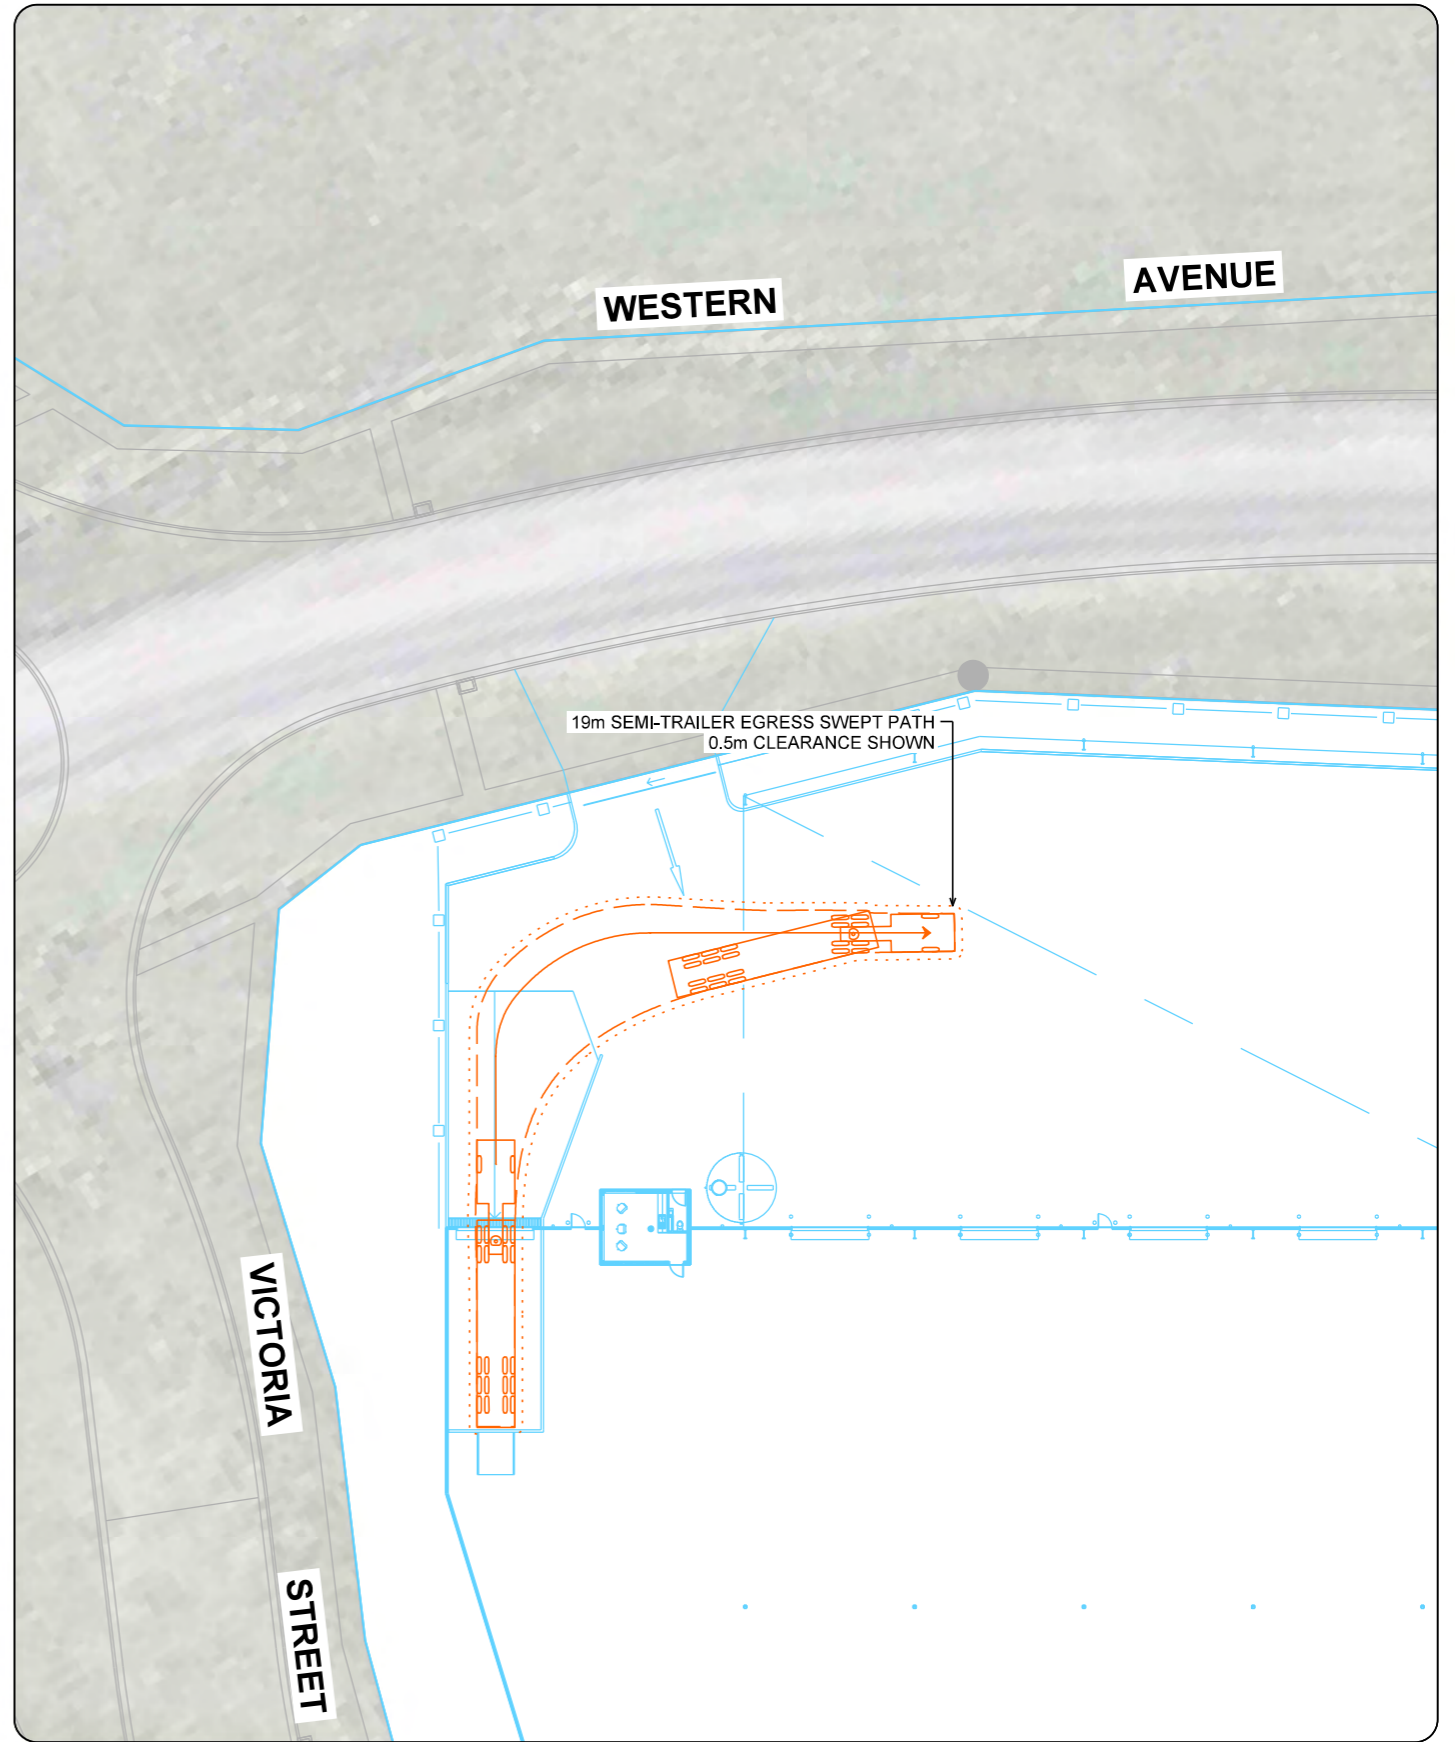 WESTERN
AVENUE
19m SEMI-TRAILER EGRESS SWEPT PATH
0.5m CLEARANCE SHOWN
VICTORIA
STREET